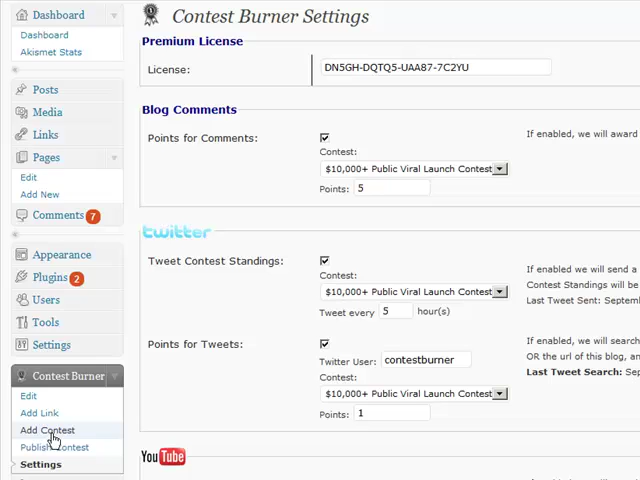 Dashboard
Dashboard
Akismet Stats
Posts
Media
Links
Pages
Edit
Add New
Comments 7
Appearance
Plugins 2
Users
Tools
Settings
Contest Burner
Edit
Add Link
Add Contest
Publish Contest
Settings
Contest Burner Settings
Premium License
License: DN5GH-DQTQ5-UAA87-7C2YU
Blog Comments
Points for Comments:
If enabled, we will award
Contest:
$10,000+ Public Viral Launch Contest
Points: 5
twitter
Tweet Contest Standings:
If enabled we will send a
Contest:
Contest Standings will be
$10,000+ Public Viral Launch Contest
Last Tweet Sent: Septem
Tweet every 5 hour(s)
Points for Tweets:
If enabled, we will search
Twitter User: contestburner
OR the url of this blog, an
Contest:
Last Tweet Search: Sep
$10,000+ Public Viral Launch Contest
Points: 1
YouTube